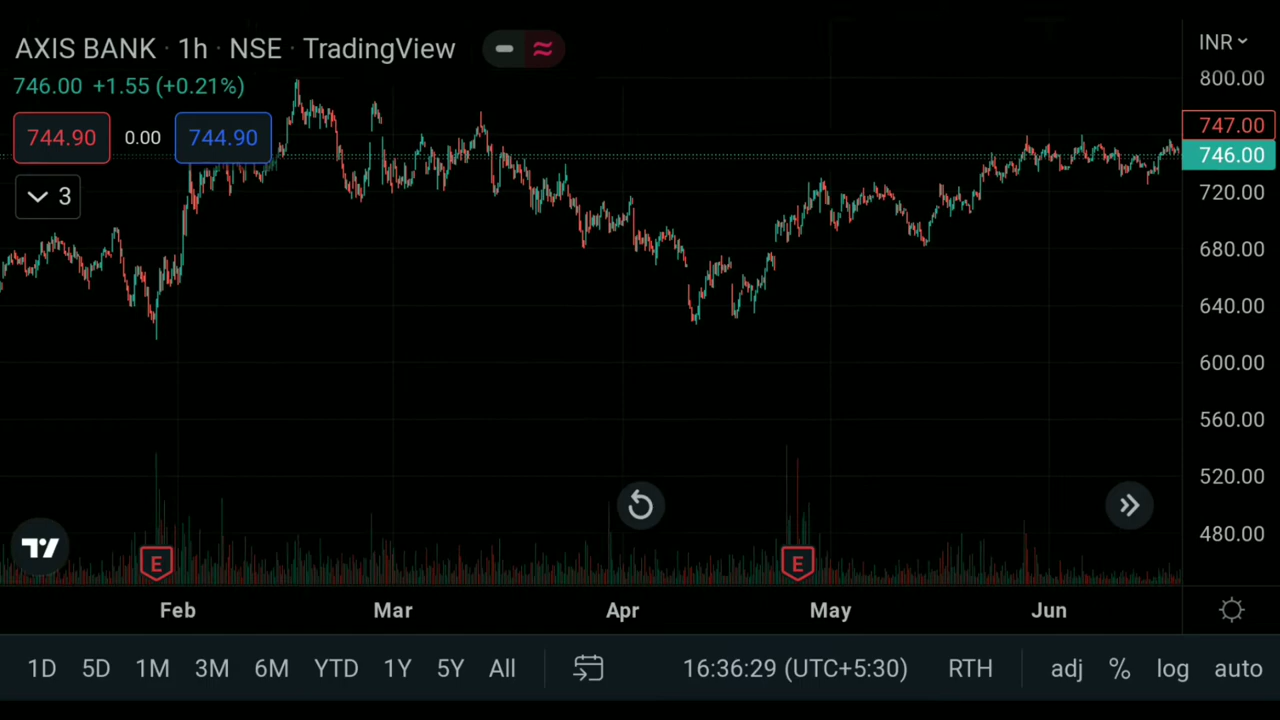 AXIS BANK · 1h · NSE · TradingView
746.00 +1.55 (+0.21%)
744.90 0.00 744.90
3
INR
800.00
747.00
746.00
720.00
680.00
640.00
600.00
560.00
520.00
480.00
E E
Feb Mar Apr May Jun
1D 5D 1M 3M 6M YTD 1Y 5Y All 16:36:29 (UTC+5:30) RTH adj % log auto